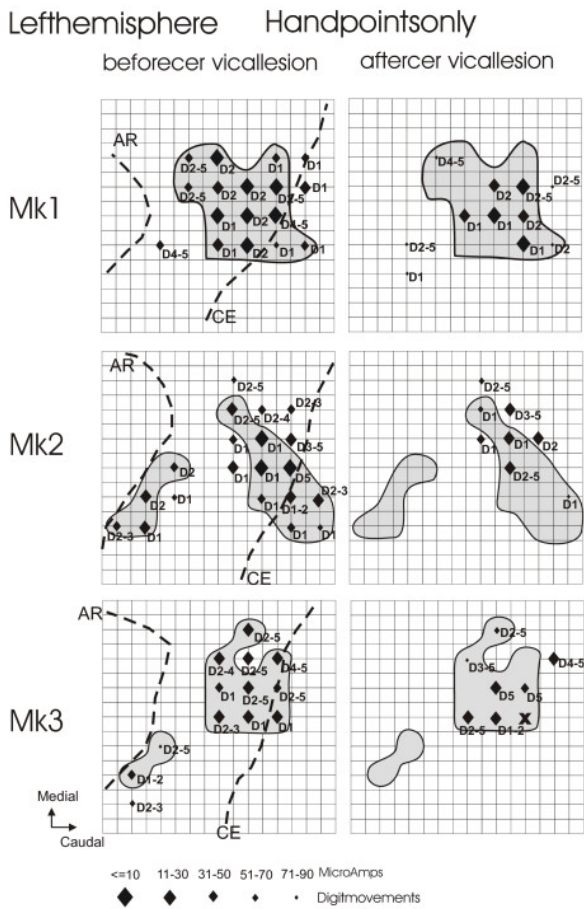 Lefthemisphere Handpointsonly
beforecer vicallesion aftercer vicallesion
Mk1
AR
D2-5 D2 D1 D1
D2-5 D2 D2 D2-5 D1
D1 D2 D4-5
D4-5 D1 D2 D1 D1
CE
D4-5
D2 D2-5 D2-5
D1 D1 D2
D2-5 D1 D2
D1
Mk2
AR
D2-5
D2-5 D2-4 D2-3
D1 D1 D3-5
D2 D1 D5
D2 D1 D1 D1-2 D2-3
D2-3 D1 D1 D1
CE
D2-5
D1 D3-5
D1 D1 D2
D2-5
D1
Mk3
AR
D2-5
D2-4 D2-5 D4-5
D1 D2-5 D2-5
D2-3 D1 D1
D2-5
D1-2
D2-3
CE
D2-5
D3-5 D4-5
D5 D5
D2-5 D1-2 x
Medial
Caudal
<=10 11-30 31-50 51-70 71-90 MicroAmps
Digitmovements